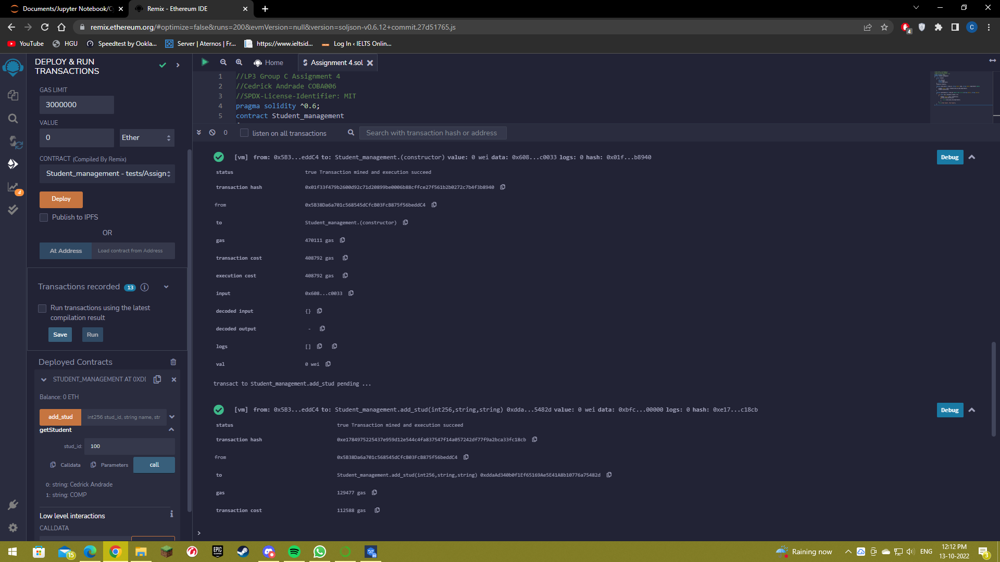 Documents/Jupyter Notebook/C
Remix - Ethereum IDE
remix.ethereum.org/#optimize=false&runs=200&evmVersion=null&version=soljson-v0.6.12+commit.27d51765.js
4
C
YouTube
HGU
Speedtest by Ookla...
Server | Aternos | Fr...
https://www.ieltsid...
Log In ‹ IELTS Onlin...
DEPLOY & RUN
TRANSACTIONS
GAS LIMIT
3000000
VALUE
0
Ether
CONTRACT (Compiled By Remix)
Student_management - tests/Assign
4
Deploy
Publish to IPFS
OR
At Address
Load contract from Address
Transactions recorded 13
Run transactions using the latest
compilation result
Save
Run
Deployed Contracts
STUDENT_MANAGEMENT AT 0XDI
Balance: 0 ETH
add_stud
int256 stud_id, string name, str
getStudent
stud_id:
100
Calldata
Parameters
call
0: string: Cedrick Andrade
1: string: COMP
Low level interactions
i
CALLDATA
Home
Assignment 4.sol
1 //LP3 Group C Assignment 4
2 //Cedrick Andrade COBA006
3 //SPDX-License-Identifier: MIT
4 pragma solidity ^0.6;
5 contract Student_management
0
listen on all transactions
Search with transaction hash or address
[vm] from: 0x5B3...eddC4 to: Student_management.(constructor) value: 0 wei data: 0x608...c0033 logs: 0 hash: 0x01f...b8940
Debug
status true Transaction mined and execution succeed
transaction hash 0x01f33f479b2600d92c71d20899be0006b88cffce27f561b2b0272c7b4f3b8940
from 0x5B38Da6a701c568545dCfcB03FcB875f56beddC4
to Student_management.(constructor)
gas 470111 gas
transaction cost 408792 gas
execution cost 408792 gas
input 0x608...c0033
decoded input {}
decoded output -
logs []
val 0 wei
transact to Student_management.add_stud pending ...
[vm] from: 0x5B3...eddC4 to: Student_management.add_stud(int256,string,string) 0xdda...5482d value: 0 wei data: 0xbfc...00000 logs: 0 hash: 0xe17...c18cb
Debug
status true Transaction mined and execution succeed
transaction hash 0xe1784975225437e959d12e544c4fa837547f14a057242df77f9a2bca33fc18cb
from 0x5B38Da6a701c568545dCfcB03FcB875f56beddC4
to Student_management.add_stud(int256,string,string) 0xddaAd340b0f1Ef65169Ae5E41A8b10776a75482d
gas 129477 gas
transaction cost 112588 gas
>
15
EPIC
GAMES
Raining now
ENG
12:12 PM
13-10-2022
3